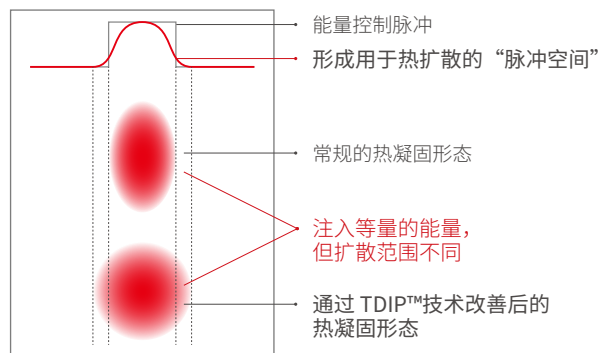 能量控制脉冲
形成用于热扩散的“脉冲空间”
常规的热凝固形态
注入等量的能量，
但扩散范围不同
通过 TDIP™技术改善后的
热凝固形态